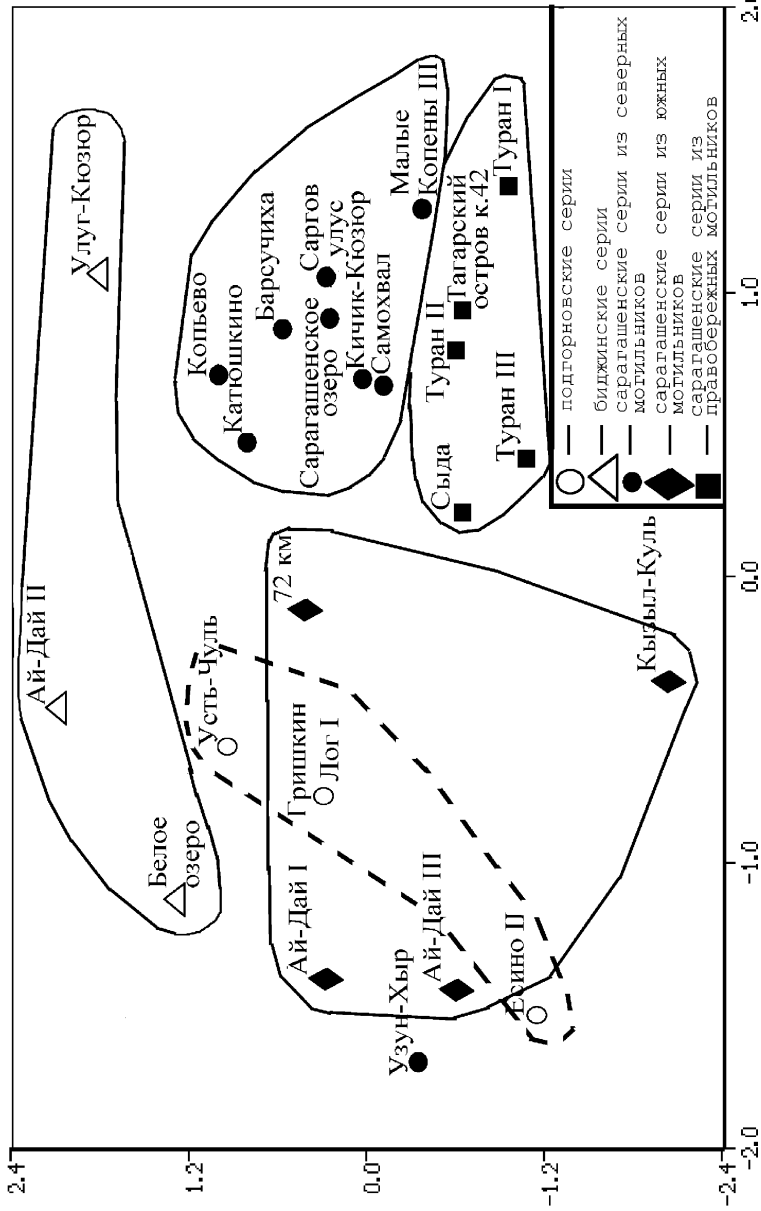 2.4
1.2
0.0
-1.2
-2.4
-2.0
-1.0
0.0
1.0
2.
Улуг-Кюзюр
Ай-Дай II
Белое
озеро
Копьево
Катюшкино
Барсучиха
Сарагашенское
озеро
Саргов
улус
Кичик-Кюзюр
Самохвал
Малые
Копены III
Усть-Чуль
72 км
Гришкин
Лог I
Ай-Дай I
Ай-Дай III
Узун-Хыр
Есино II
Кызыл-Куль
Сыда
Туран II
Тагарский
остров к.42
Туран III
Туран I
— подгорновские серии
— биджинские серии
— сарагашенские серии из северных
могильников
— сарагашенские серии из южных
могильников
— сарагашенские серии из
правобережных могильников